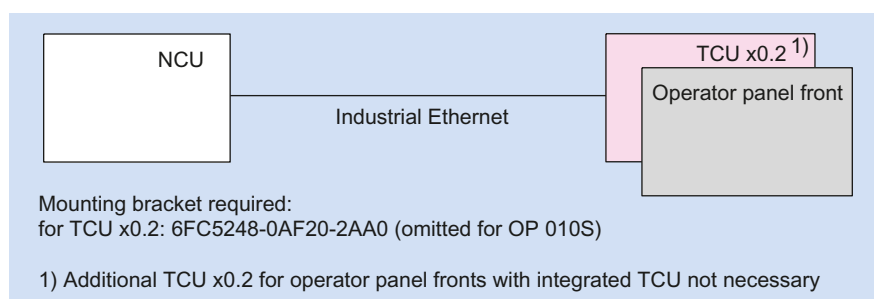 NCU
TCU x0.2 1)
Operator panel front
Industrial Ethernet
Mounting bracket required:
for TCU x0.2: 6FC5248-0AF20-2AA0 (omitted for OP 010S)
1) Additional TCU x0.2 for operator panel fronts with integrated TCU not necessary